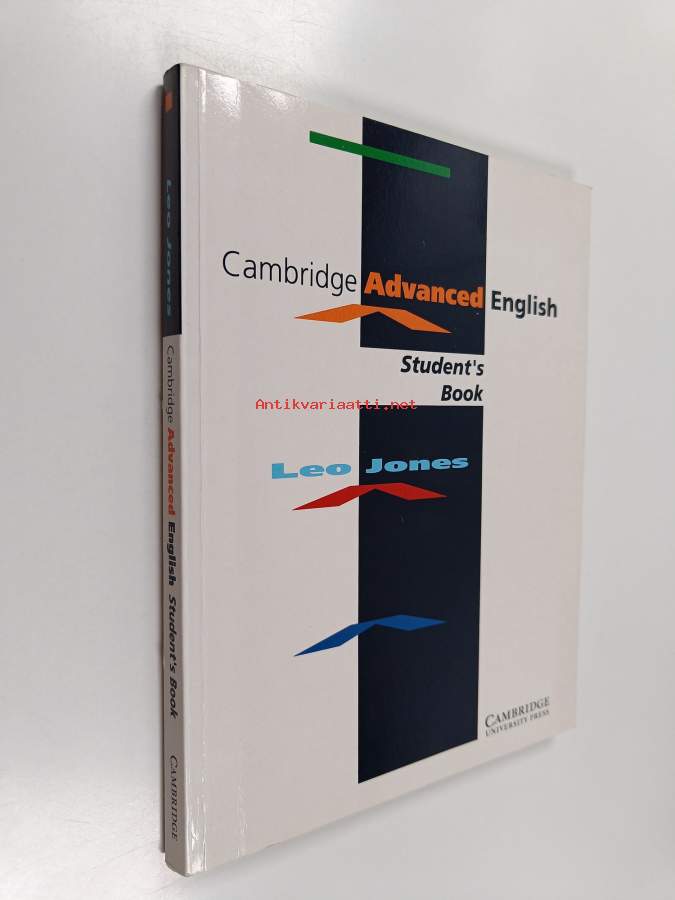 Cambridge Advanced English
Student's
Book
Antikvariaatti.net
Leo Jones
CAMBRIDGE
UNIVERSITY PRESS
Leo Jones Cambridge Advanced English Student's Book CAMBRIDGE